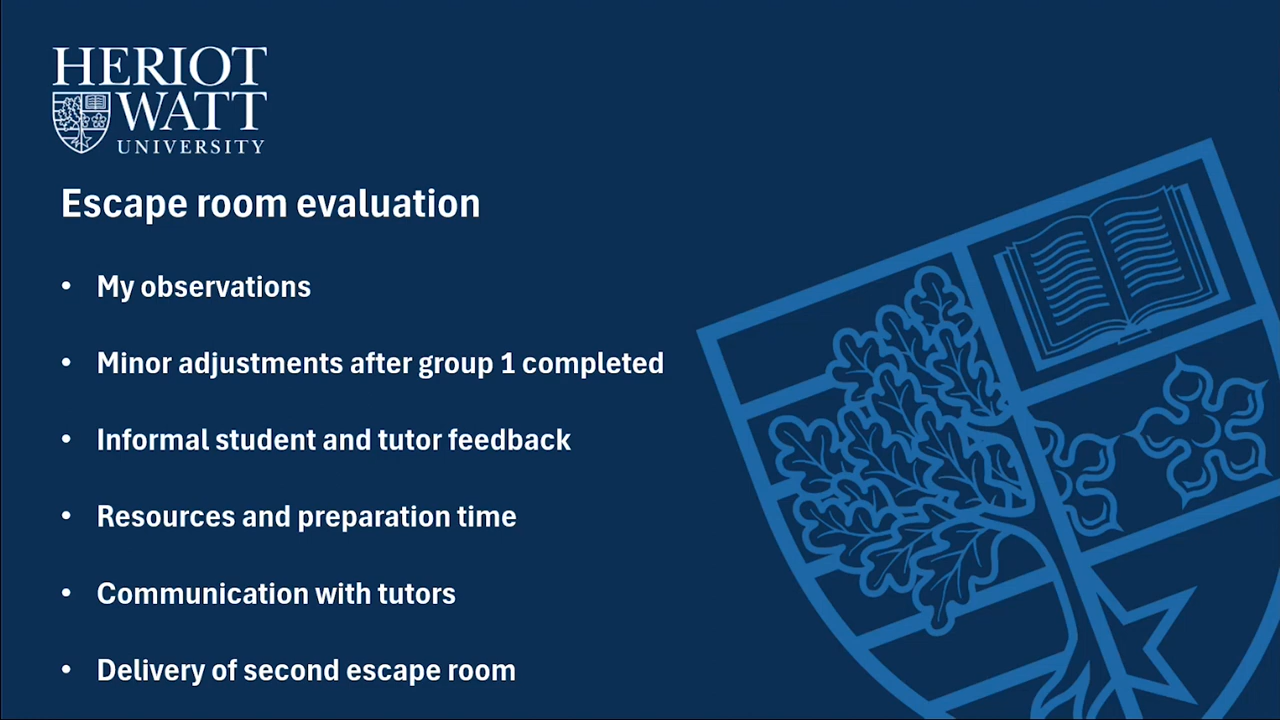 HERIOT
WATT
UNIVERSITY
Escape room evaluation
• My observations
• Minor adjustments after group 1 completed
• Informal student and tutor feedback
• Resources and preparation time
• Communication with tutors
• Delivery of second escape room